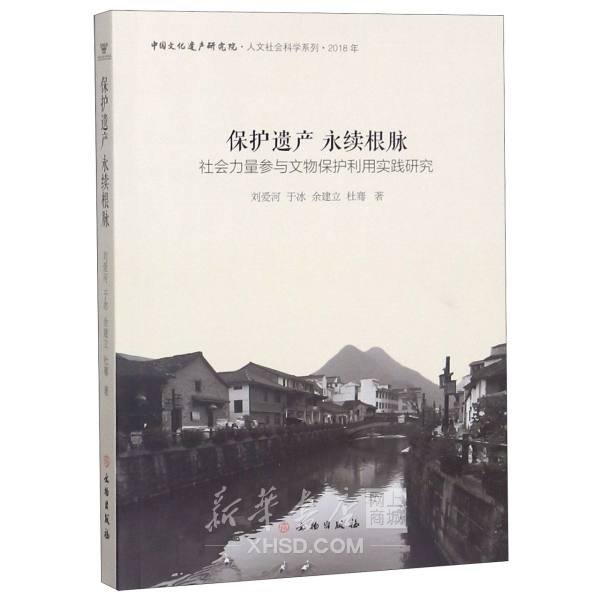 中国文化遗产研究院·人文社会科学系列·2018年
保护遗产 永续根脉
社会力量参与文物保护利用实践研究
刘爱河 于冰 余建立 杜骞 著
文物出版社
保护遗产 永续根脉
刘爱河 于冰 余建立 杜骞 著
文物出版社
新华书店
网上商城
XHSD.COM